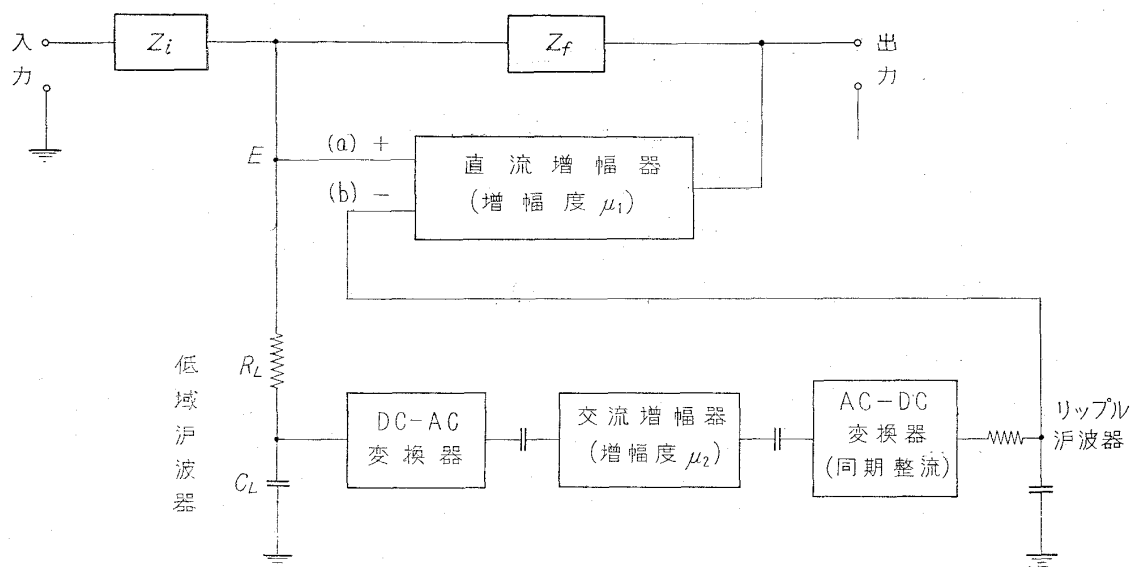 入力
Zi
Zf
出力
E
(a) +
(b) −
直流増幅器
(増幅度 μ1)
低域沪波器
RL
CL
DC-AC
変換器
交流増幅器
(増幅度 μ2)
AC-DC
変換器
(同期整流)
リップル
沪波器